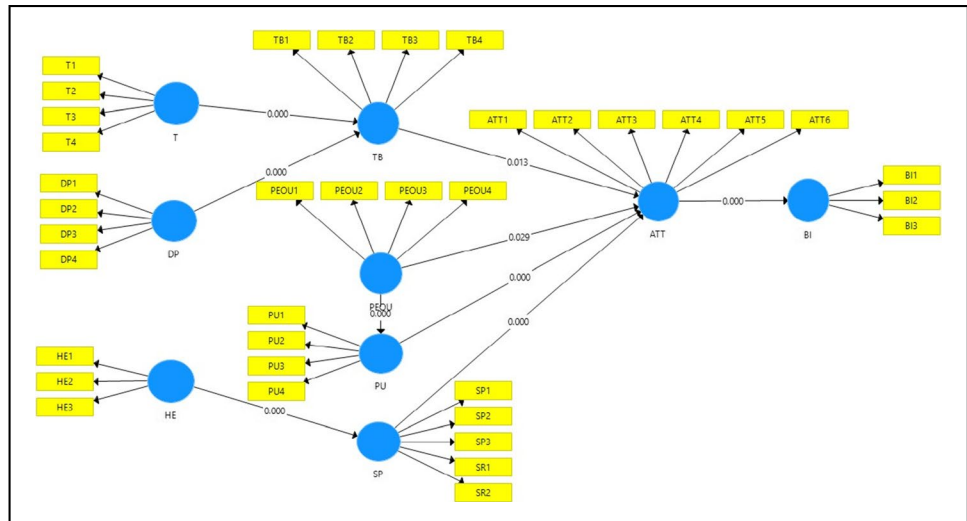 TB1 TB2 TB3 TB4
T1
T2
T3
T4
T
0.000
TB
DP1
DP2
DP3
DP4
DP
0.000
ATT1 ATT2 ATT3 ATT4 ATT5 ATT6
0.013
PEOU1 PEOU2 PEOU3 PEOU4
0.029
ATT
0.000
BI
BI1
BI2
BI3
PEOU
0.000
0.000
PU1
PU2
PU3
PU4
PU
0.000
HE1
HE2
HE3
HE
0.000
SP
SP1
SP2
SP3
SR1
SR2